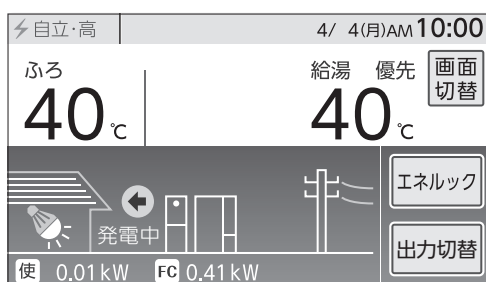 自立·高 4/ 4(月)AM10:00
ふろ 給湯 優先 画面
切替
40℃ 40℃
エネルック
発電中
出力切替
使 0.01kW FC 0.41kW